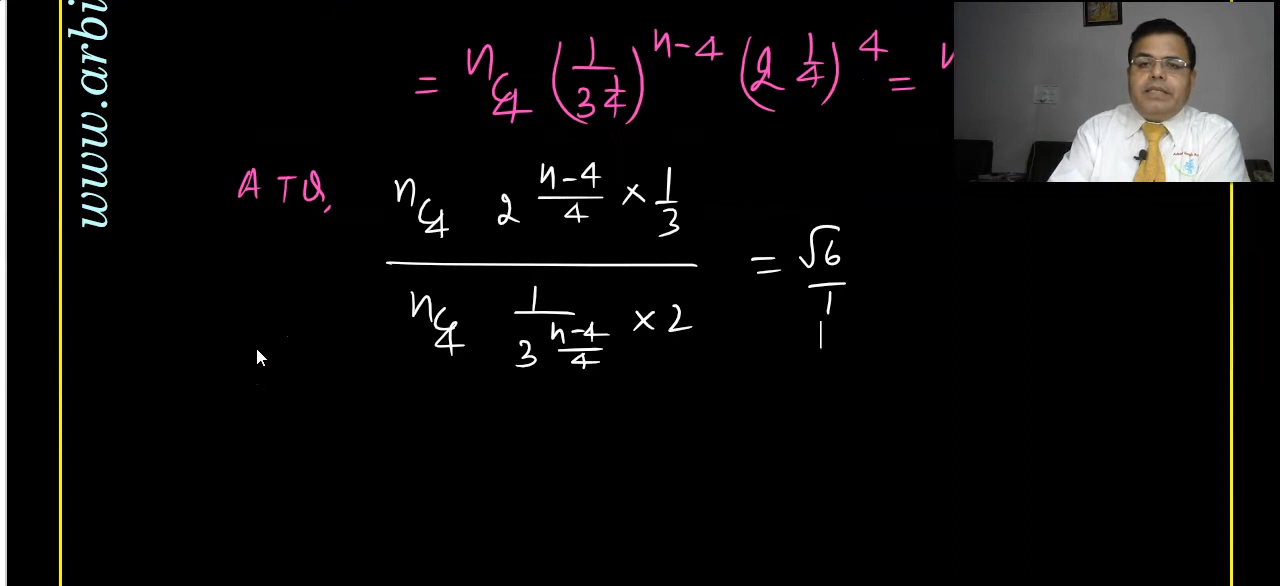 www.arbi
= nC4 (1/3^(1/4))^(n-4) (2^(1/4))^4 = n
ATQ, nC4 2^((n-4)/4) × 1/3
= √6/1
nC4 1/3^((n-4)/4) × 2